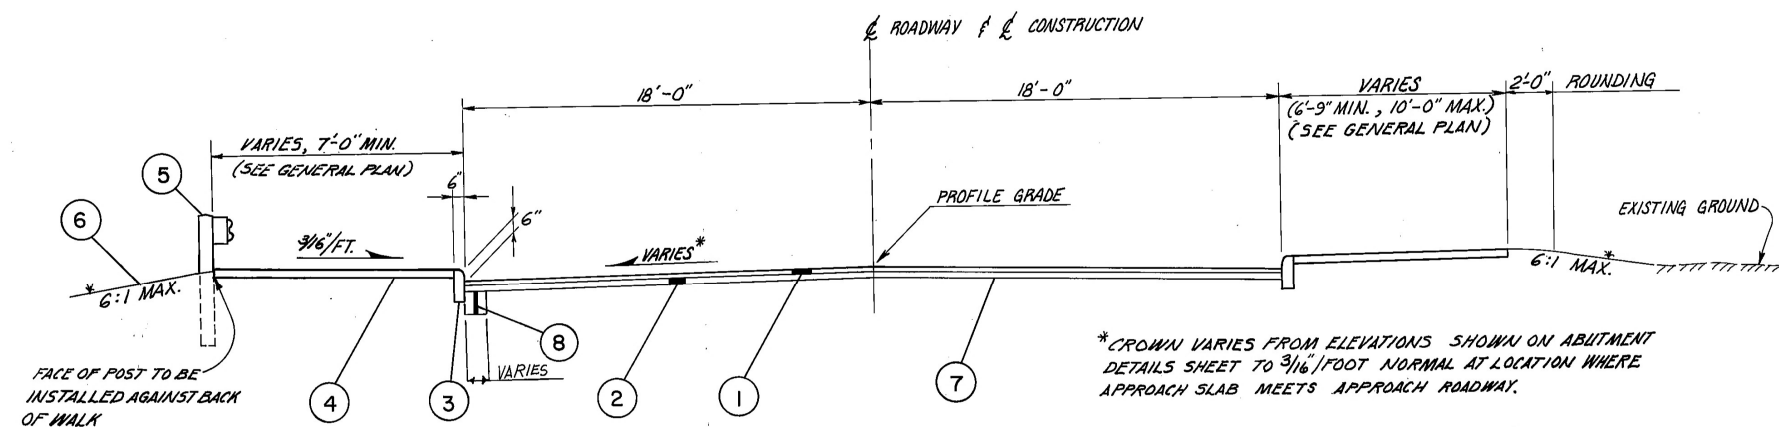 ℄ ROADWAY & ℄ CONSTRUCTION
18'-0"
18'-0"
VARIES
(6'-9" MIN., 10'-0" MAX.)
(SEE GENERAL PLAN)
2'-0" ROUNDING
VARIES, 7'-0" MIN.
(SEE GENERAL PLAN)
5
6
6"
6"
PROFILE GRADE
EXISTING GROUND
3/16"/FT.
VARIES*
* 6:1 MAX.
6:1 MAX.*
8
VARIES
FACE OF POST TO BE
INSTALLED AGAINST BACK
OF WALK
4
3
2
1
7
*CROWN VARIES FROM ELEVATIONS SHOWN ON ABUTMENT
DETAILS SHEET TO 3/16"/FOOT NORMAL AT LOCATION WHERE
APPROACH SLAB MEETS APPROACH ROADWAY.